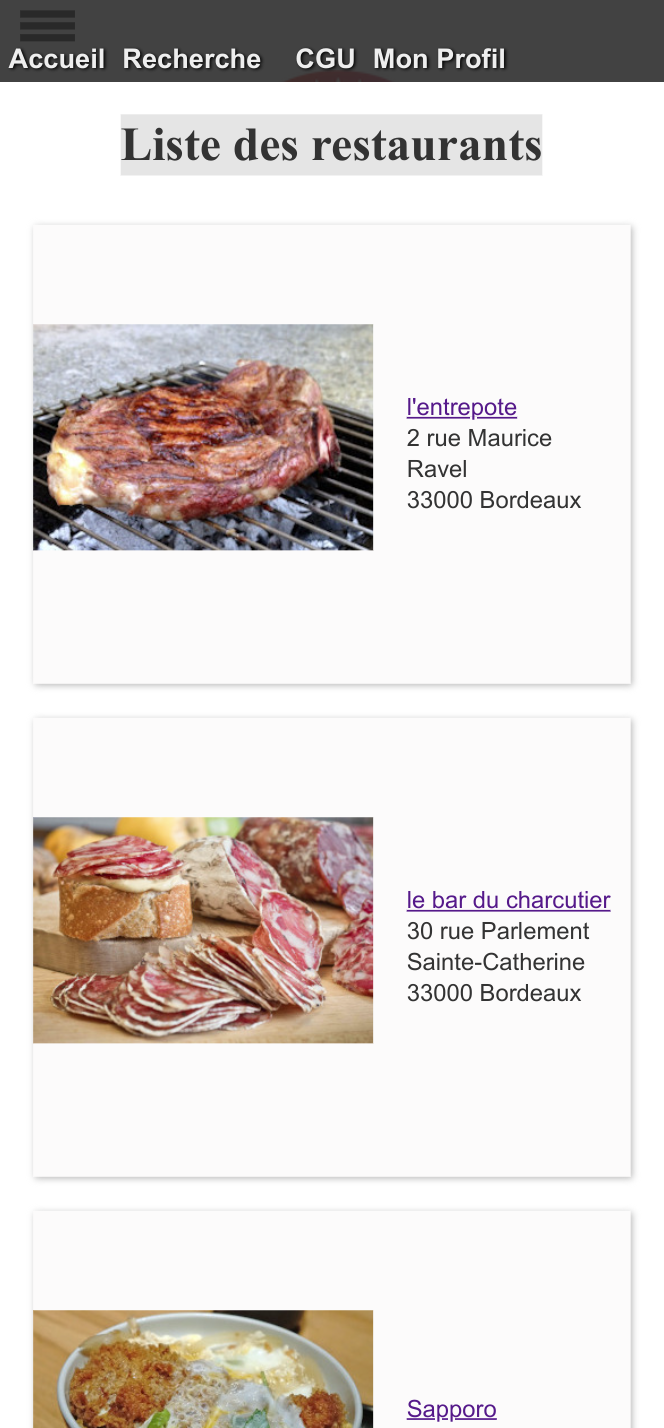 Accueil Recherche CGU Mon Profil
Liste des restaurants
l'entrepote
2 rue Maurice
Ravel
33000 Bordeaux
le bar du charcutier
30 rue Parlement
Sainte-Catherine
33000 Bordeaux
Sapporo